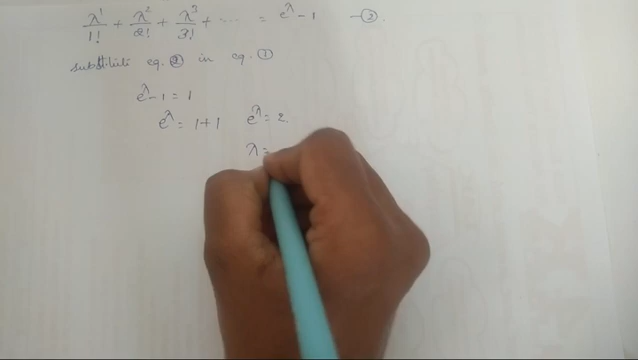 λ¹/1! + λ²/2! + λ³/3! + ····· = e^λ - 1 —②.
substitute eq. ② in eq. ①
e^λ - 1 = 1
e^λ = 1+1 e^λ = 2.
λ =